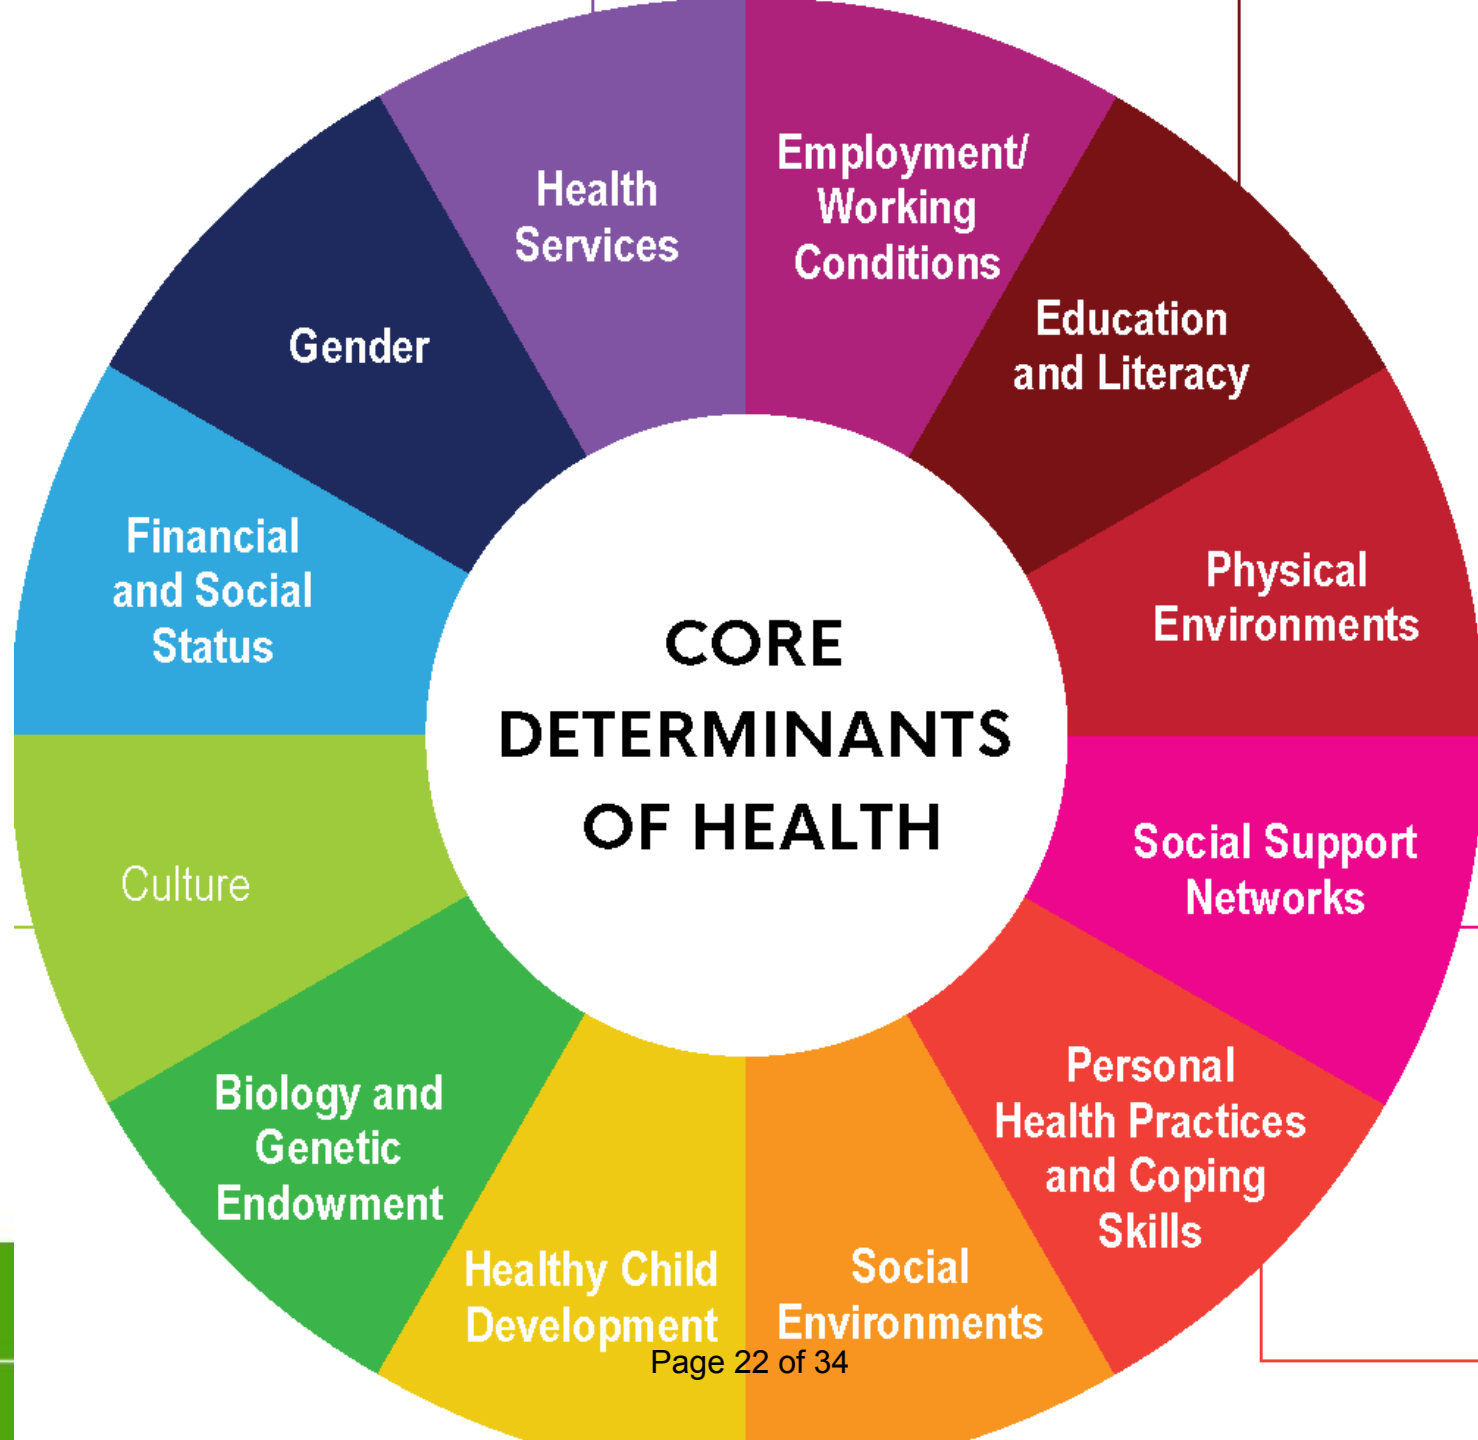 Employment/
Working
Conditions
Health
Services
Education
and Literacy
Gender
Physical
Environments
Financial
and Social
Status
CORE
DETERMINANTS
OF HEALTH
Social Support
Networks
Culture
Personal
Health Practices
and Coping
Skills
Biology and
Genetic
Endowment
Social
Environments
Healthy Child
Development
Page 22 of 34